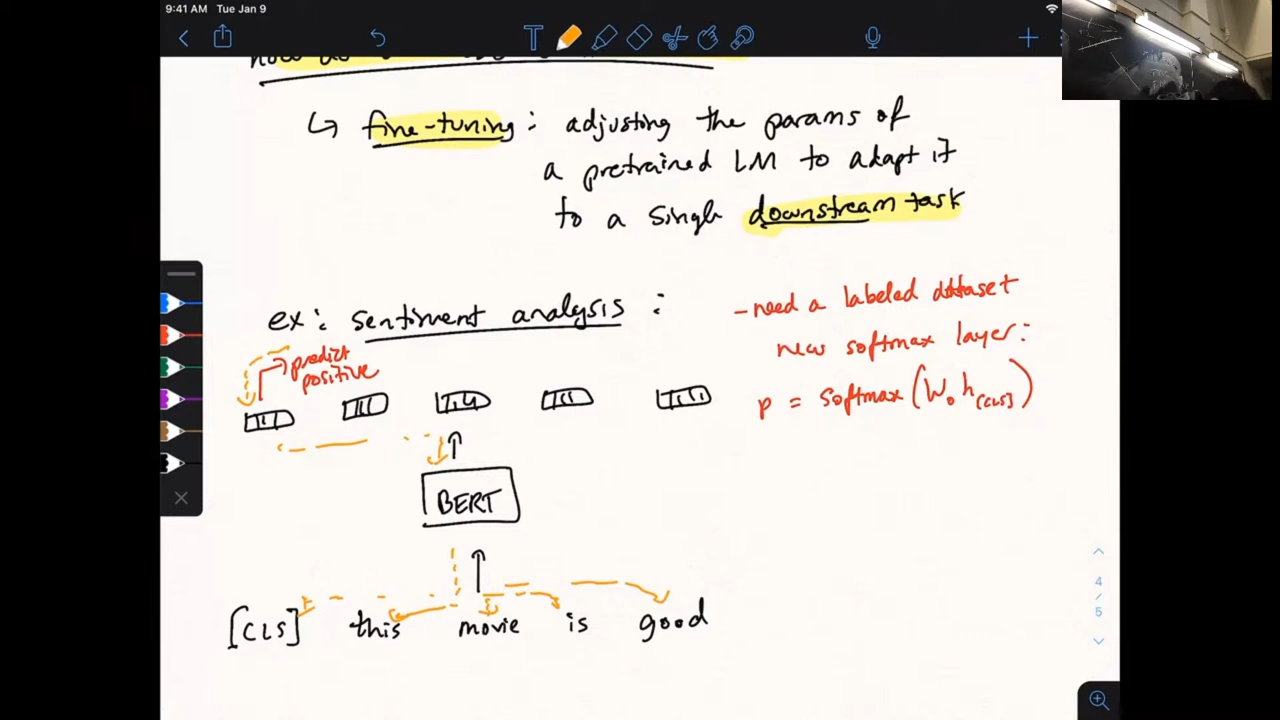 9:41 AM Tue Jan 9
↳ fine-tuning: adjusting the params of
a pretrained LM to adapt it
to a single downstream task
ex: sentiment analysis :
- need a labeled dataset
new softmax layer:
p = softmax (W₀ h[CLS])
predict
positive
BERT
[CLS] this movie is good
4
/
5